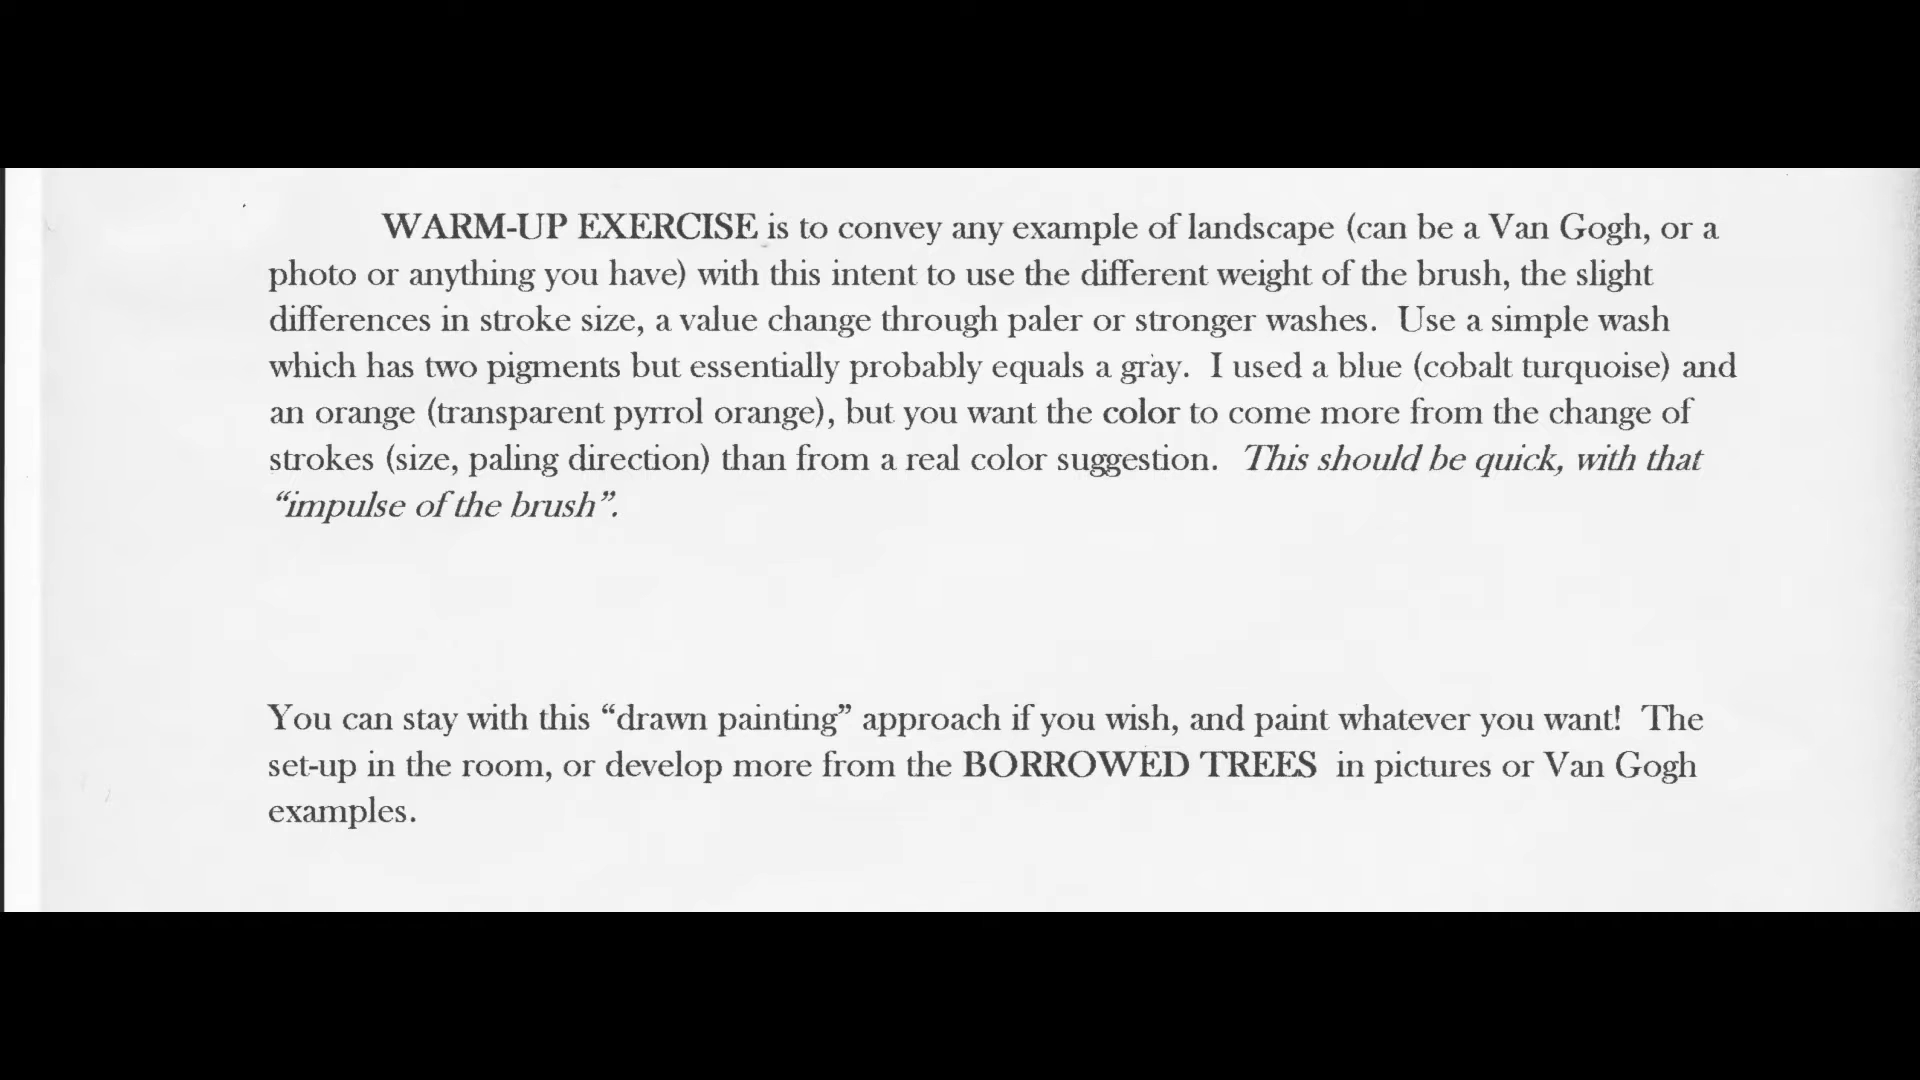 WARM-UP EXERCISE is to convey any example of landscape (can be a Van Gogh, or a
photo or anything you have) with this intent to use the different weight of the brush, the slight
differences in stroke size, a value change through paler or stronger washes. Use a simple wash
which has two pigments but essentially probably equals a gray. I used a blue (cobalt turquoise) and
an orange (transparent pyrrol orange), but you want the color to come more from the change of
strokes (size, paling direction) than from a real color suggestion. This should be quick, with that
“impulse of the brush”.
You can stay with this “drawn painting” approach if you wish, and paint whatever you want! The
set-up in the room, or develop more from the BORROWED TREES in pictures or Van Gogh
examples.